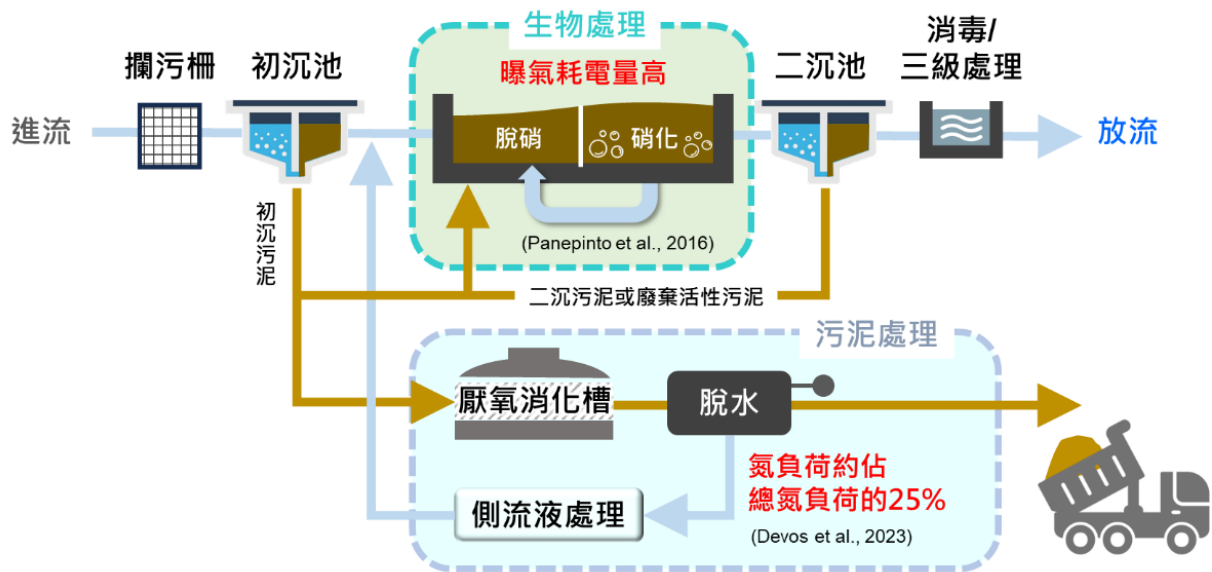 生物處理
消毒/
三級處理
攔污柵
初沉池
曝氣耗電量高
二沉池
進流
脫硝
硝化
放流
初沉污泥
(Panepinto et al., 2016)
二沉污泥或廢棄活性污泥
污泥處理
厭氧消化槽
脫水
氮負荷約佔
總氮負荷的25%
側流液處理
(Devos et al., 2023)